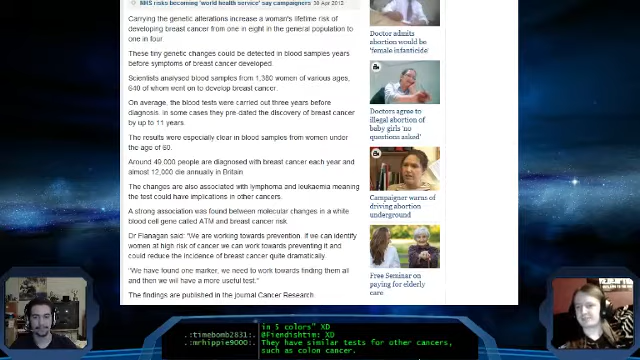 NHS risks becoming 'world health service' say campaigners 30 Apr 2012
Carrying the genetic alterations increase a woman's lifetime risk of
developing breast cancer from one in eight in the general population to
one in four.
These tiny genetic changes could be detected in blood samples years
before symptoms of breast cancer developed.
Scientists analysed blood samples from 1,380 women of various ages,
640 of whom went on to develop breast cancer.
On average, the blood tests were carried out three years before
diagnosis. In some cases they pre dated the discovery of breast cancer
by up to 11 years.
The results were especially clear in blood samples from women under
the age of 60.
Around 49,000 people are diagnosed with breast cancer each year and
almost 12,000 die annually in Britain
The changes are also associated with lymphoma and leukaemia meaning
the test could have implications in other cancers.
A strong association was found between molecular changes in a white
blood cell gene called ATM and breast cancer risk.
Dr Flanagan said: "We are working towards prevention. If we can identify
women at high risk of cancer we can work towards preventing it and
could reduce the incidence of breast cancer quite dramatically.
"We have found one marker, we need to work towards finding them all
and then we will have a more useful test."
The findings are published in the journal Cancer Research.
Doctor admits
abortion would be
'female infanticide'
Doctors agree to
illegal abortion of
baby girls 'no
questions asked'
Campaigner warns of
driving abortion
underground
Free Seminar on
paying for elderly
care
in 5 colors" XD
.:timebomb2831:. @Fiendishtim: XD
.:mrhippie9000:. They have similar tests for other cancers,
such as colon cancer.